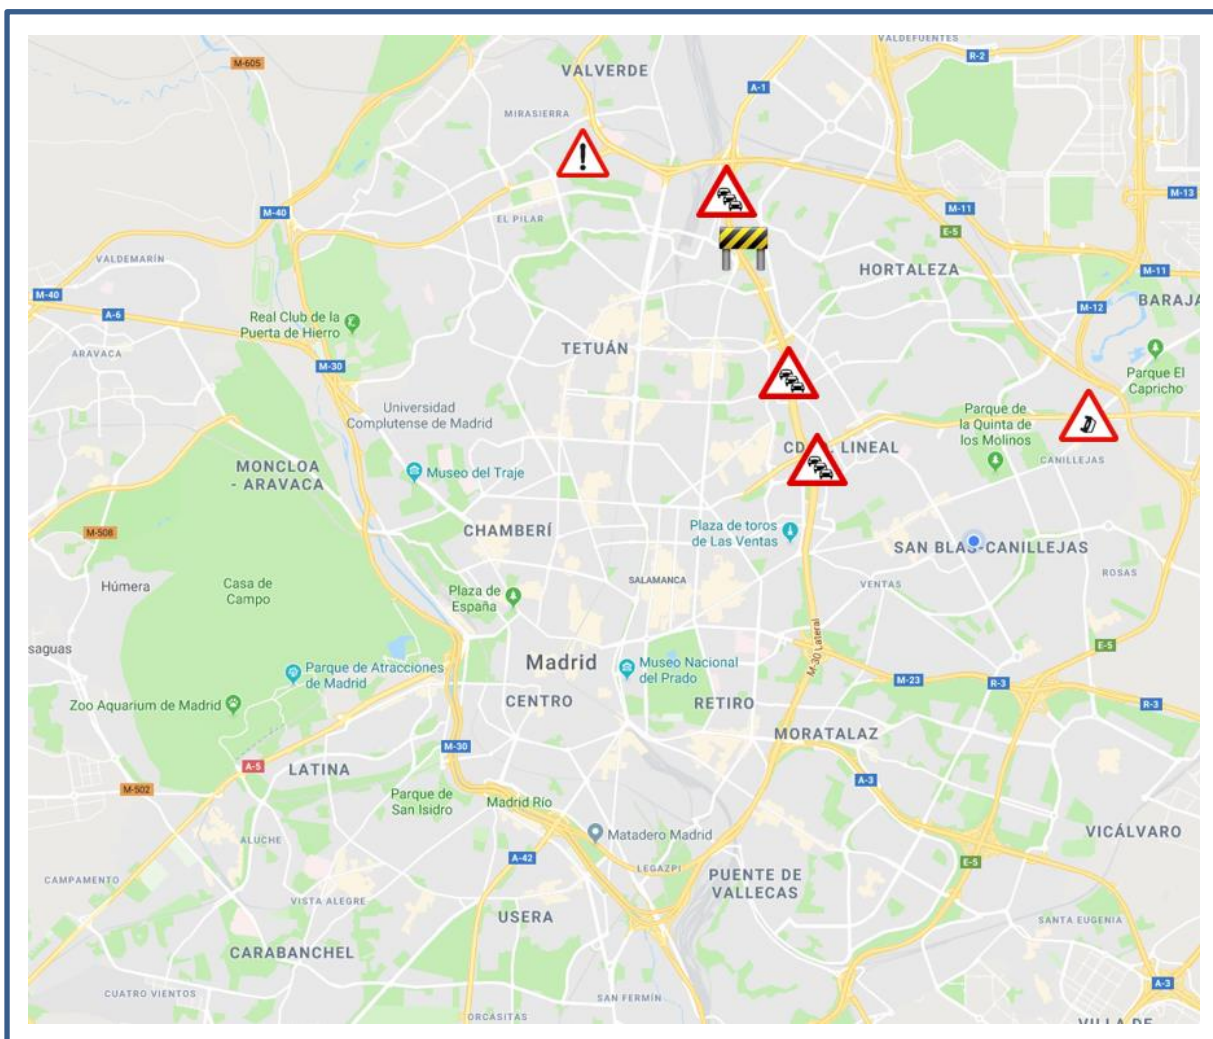 VALDEFUENTES
R-2
M-605
VALVERDE
A-1
MIRASIERRA
!
M-13
M-40
M-11
EL PILAR
E-5
VALDEMARÍN
HORTALEZA
M-11
M-40
BARAJA
A-6
Real Club de la
Puerta de Hierro
M-12
ARAVACA
TETUÁN
M-30
Parque El
Capricho
Universidad
Complutense de Madrid
Parque de
la Quinta de
los Molinos
CD L LINEAL
CANILLEJAS
MONCLOA
- ARAVACA
Museo del Traje
M-508
CHAMBERÍ
Plaza de toros
de Las Ventas
SAN BLAS-CANILLEJAS
Húmera
Casa de
Campo
SALAMANCA
VENTAS
ROSAS
Plaza de
España
M-30 Lateral
saguas
E-5
Parque de Atracciones
de Madrid
Madrid
Museo Nacional
del Prado
M-23
R-3
R-3
Zoo Aquarium de Madrid
CENTRO
RETIRO
M-30
MORATALAZ
A-5
LATINA
A-3
M-502
Parque de
San Isidro
Madrid Río
Matadero Madrid
VICÁLVARO
ALUCHE
A-42
LEGAZPI
E-5
PUENTE DE
VALLECAS
CAMPAMENTO
VISTA ALEGRE
USERA
SANTA EUGENIA
CARABANCHEL
CUATRO VIENTOS
SAN FERMÍN
A-3
ORCASITAS
VILLA DE